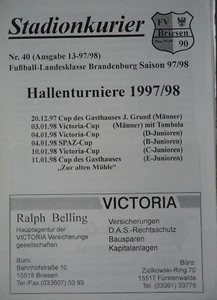 Stadionkurier
FV
Briesen
90
Nr. 40 (Ausgabe 13-97/98)
Fußball-Landesklasse Brandenburg Saison 97/98
Hallenturniere 1997/98
20.12.97 Cup des Gasthauses J. Grund (Männer)
03.01.98 Victoria-Cup (Männer) mit Tombola
04.01.98 Victoria-Cup (D-Junioren)
04.01.98 SPAZ-Cup (B-Junioren)
10.01.98 Victoria-Cup (C-Junioren)
11.01.98 Cup des Gasthauses (E-Junioren)
"Zur alten Mühle"
VICTORIA
Ralph Belling
Hauptagentur der
VICTORIA Versicherungs
gesellschaften
Versicherungen
D.A.S.-Rechtsschutz
Bausparen
Kapitalanlagen
Büro:
Bahnhofstraße 10
15518 Briesen
Tel /Fax (033607) 53 93
Büro:
Ziolkowski-Ring 70
15517 Fürstenwalde
Tel. (03361) 33776